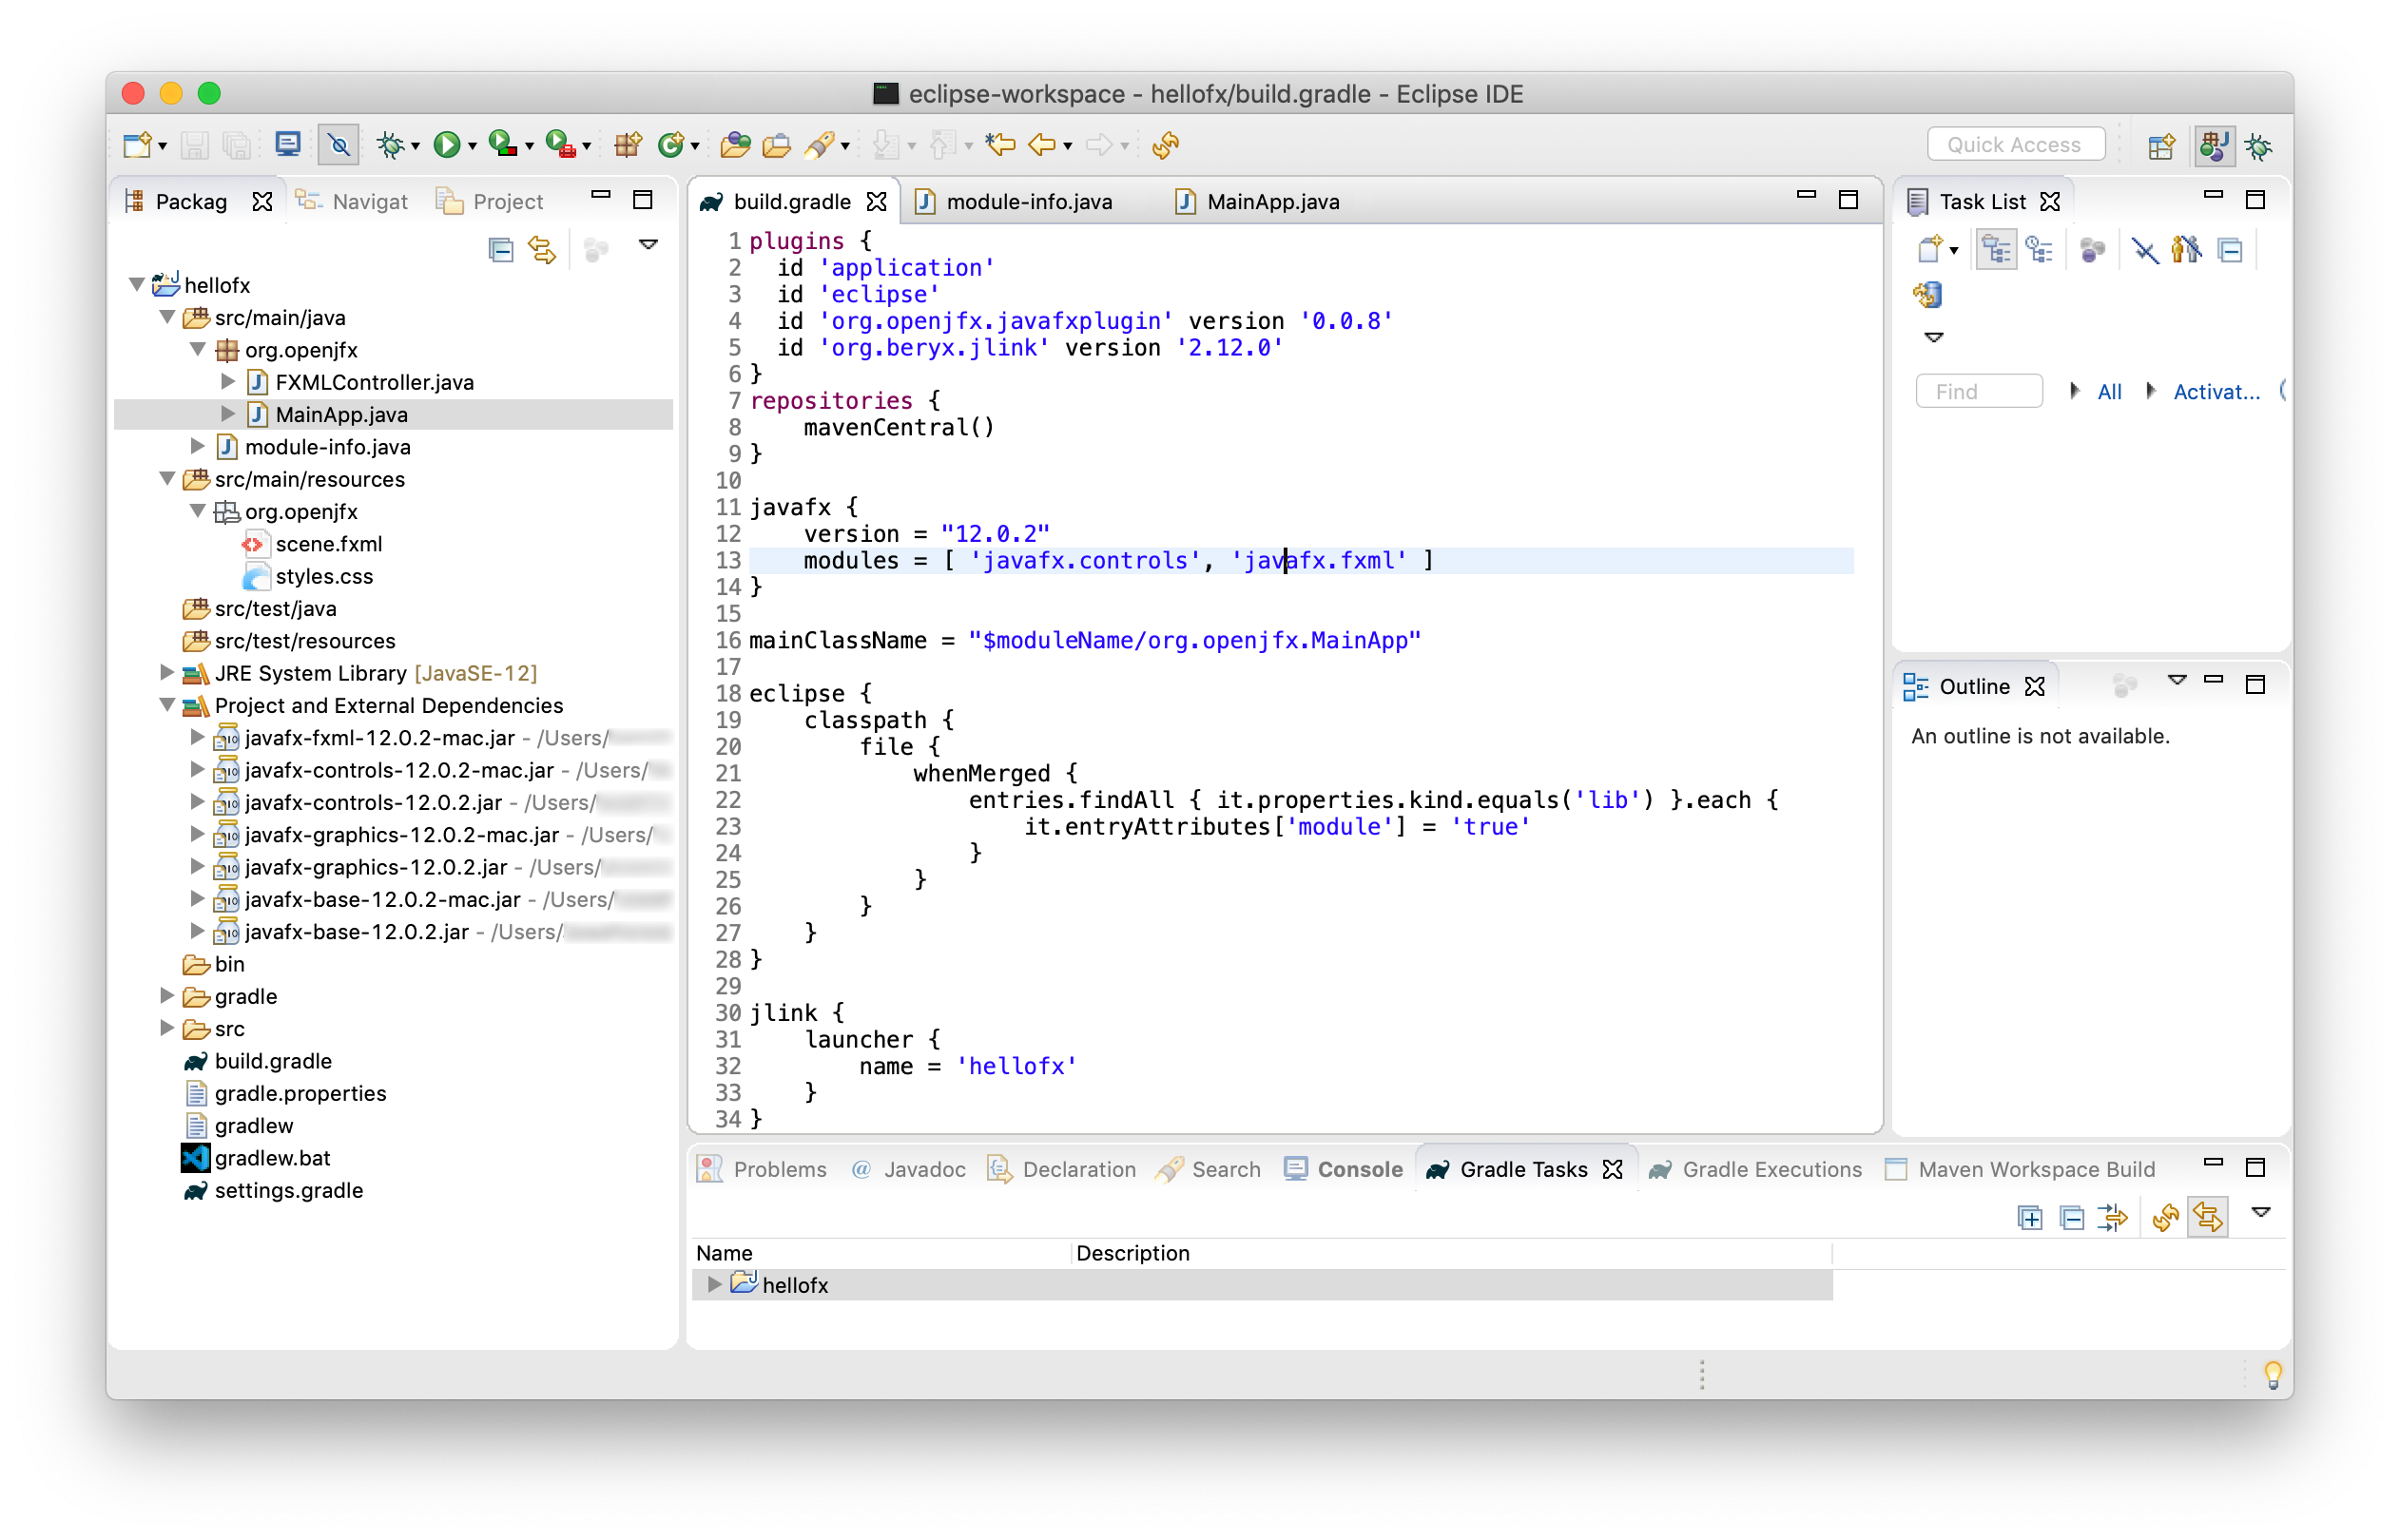 eclipse-workspace - hellofx/build.gradle - Eclipse IDE
Quick Access
Packag
Navigat
Project
hellofx
src/main/java
org.openjfx
FXMLController.java
MainApp.java
module-info.java
src/main/resources
org.openjfx
scene.fxml
styles.css
src/test/java
src/test/resources
JRE System Library [JavaSE-12]
Project and External Dependencies
javafx-fxml-12.0.2-mac.jar - /Users/
javafx-controls-12.0.2-mac.jar - /Users/
javafx-controls-12.0.2.jar - /Users/
javafx-graphics-12.0.2-mac.jar - /Users/
javafx-graphics-12.0.2.jar - /Users/
javafx-base-12.0.2-mac.jar - /Users/
javafx-base-12.0.2.jar - /Users/
bin
gradle
src
build.gradle
gradle.properties
gradlew
gradlew.bat
settings.gradle
build.gradle
module-info.java
MainApp.java
1 plugins {
2   id 'application'
3   id 'eclipse'
4   id 'org.openjfx.javafxplugin' version '0.0.8'
5   id 'org.beryx.jlink' version '2.12.0'
6 }
7 repositories {
8     mavenCentral()
9 }
10
11 javafx {
12     version = "12.0.2"
13     modules = [ 'javafx.controls', 'javafx.fxml' ]
14 }
15
16 mainClassName = "$moduleName/org.openjfx.MainApp"
17
18 eclipse {
19     classpath {
20         file {
21             whenMerged {
22                 entries.findAll { it.properties.kind.equals('lib') }.each {
23                     it.entryAttributes['module'] = 'true'
24                 }
25             }
26         }
27     }
28 }
29
30 jlink {
31     launcher {
32         name = 'hellofx'
33     }
34 }
Task List
Find
All
Activat...
Outline
An outline is not available.
Problems
@ Javadoc
Declaration
Search
Console
Gradle Tasks
Gradle Executions
Maven Workspace Build
Name
Description
hellofx